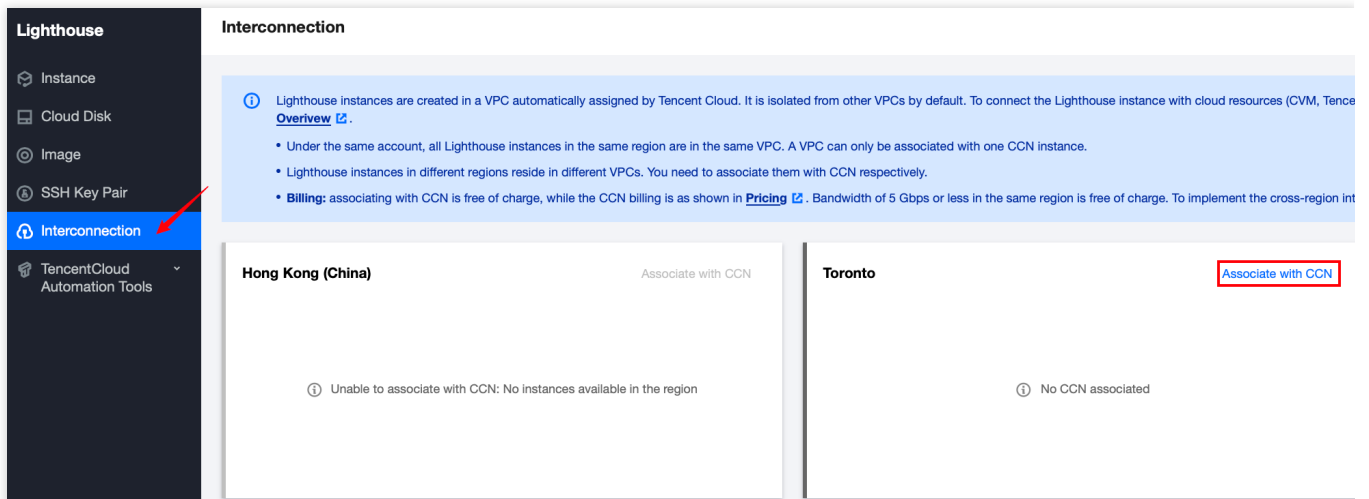 Lighthouse
Instance
Cloud Disk
Image
SSH Key Pair
Interconnection
TencentCloud
Automation Tools
Interconnection
Lighthouse instances are created in a VPC automatically assigned by Tencent Cloud. It is isolated from other VPCs by default. To connect the Lighthouse instance with cloud resources (CVM,
Overivew .
• Under the same account, all Lighthouse instances in the same region are in the same VPC. A VPC can only be associated with one CCN instance.
• Lighthouse instances in different regions reside in different VPCs. You need to associate them with CCN respectively.
• Billing: associating with CCN is free of charge, while the CCN billing is as shown in Pricing . Bandwidth of 5 Gbps or less in the same region is free of charge. To implement the cross-region
Hong Kong (China)
Associate with CCN
Unable to associate with CCN: No instances available in the region
Toronto
Associate with CCN
No CCN associated